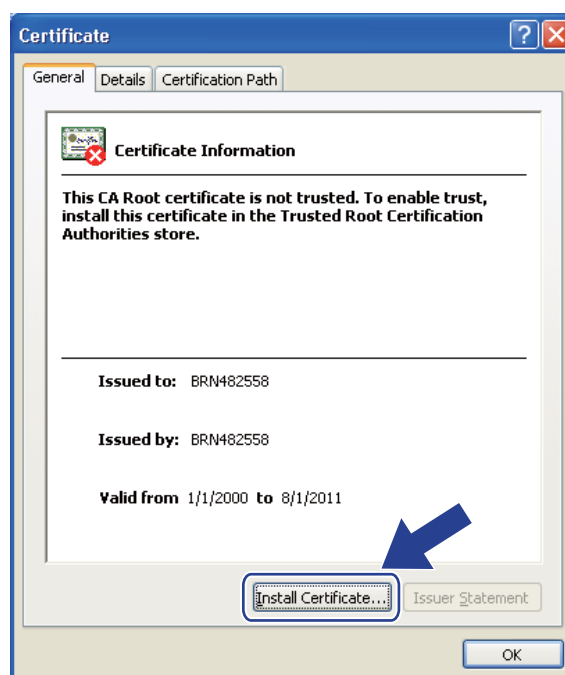 Certificate
General Details Certification Path
Certificate Information
This CA Root certificate is not trusted. To enable trust,
install this certificate in the Trusted Root Certification
Authorities store.
Issued to: BRN482558
Issued by: BRN482558
Valid from 1/1/2000 to 8/1/2011
Install Certificate... Issuer Statement
OK